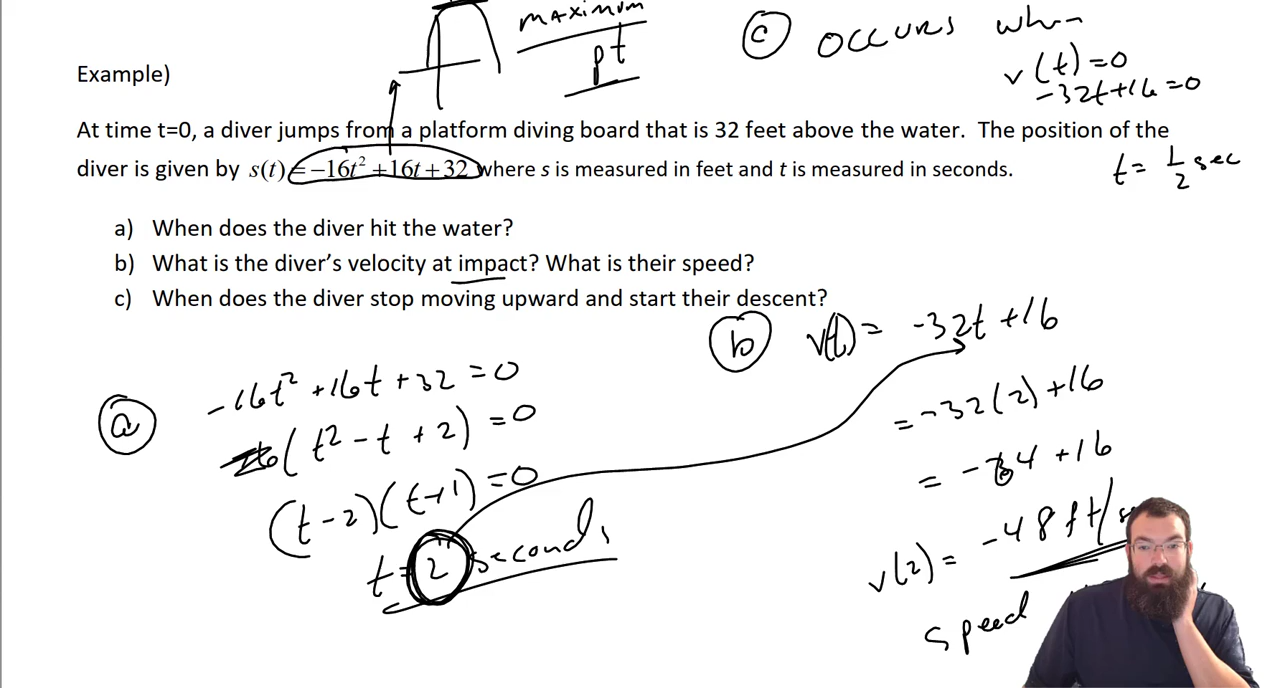 maximum
pt
c occurs when
v(t)=0
-32t+16=0
t = 1/2 sec
Example)
At time t=0, a diver jumps from a platform diving board that is 32 feet above the water. The position of the
diver is given by s(t) = −16t² +16t+32 where s is measured in feet and t is measured in seconds.
a) When does the diver hit the water?
b) What is the diver's velocity at impact? What is their speed?
c) When does the diver stop moving upward and start their descent?
b v(t)= -32t +16
= -32(2)+16
= -64 +16
v(2)= -48 ft/
speed
a -16t² +16t +32 =0
(t² - t + 2) =0
(t-2)(t+1)=0
t=2 seconds